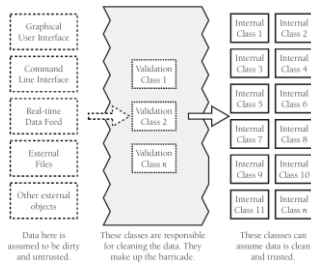 Graphical
User Interface
Command
Line Interface
Real-time
Data Feed
External
Files
Other external
objects
Data here is
assumed to be dirty
and untrusted.
Validation
Class 1
Validation
Class 2
Validation
Class n
These classes are responsible
for cleaning the data. They
make up the barricade.
Internal
Class 1
Internal
Class 2
Internal
Class 3
Internal
Class 4
Internal
Class 5
Internal
Class 6
Internal
Class 7
Internal
Class 8
Internal
Class 9
Internal
Class 10
Internal
Class 11
Internal
Class n
These classses can
assume data is clean
and trusted.